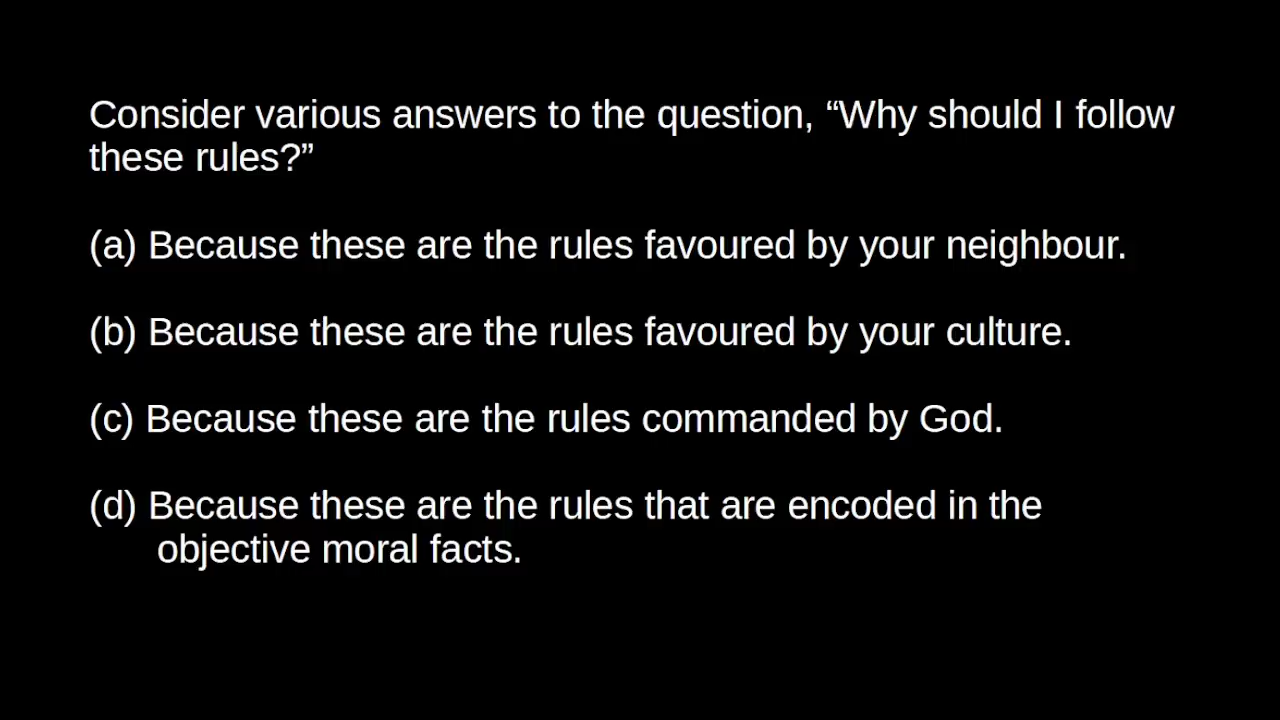 Consider various answers to the question, “Why should I follow
these rules?”
(a) Because these are the rules favoured by your neighbour.
(b) Because these are the rules favoured by your culture.
(c) Because these are the rules commanded by God.
(d) Because these are the rules that are encoded in the
objective moral facts.